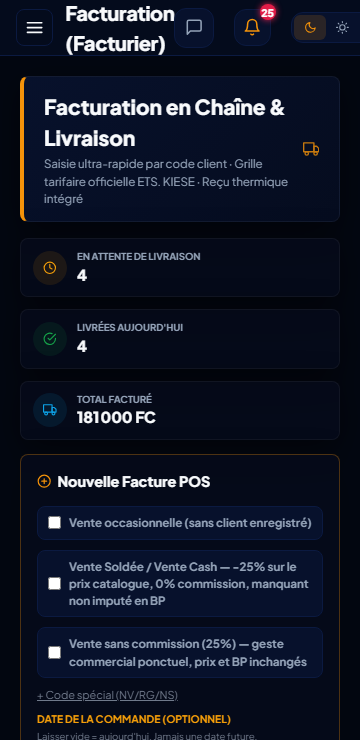 Facturation
(Facturier)
25
Facturation en Chaîne &
Livraison
Saisie ultra-rapide par code client · Grille
tarifaire officielle ETS. KIESE · Reçu thermique
intégré
EN ATTENTE DE LIVRAISON
4
LIVRÉES AUJOURD'HUI
4
TOTAL FACTURÉ
181 000 FC
Nouvelle Facture POS
Vente occasionnelle (sans client enregistré)
Vente Soldée / Vente Cash — -25% sur le
prix catalogue, 0% commission, manquant
non imputé en BP
Vente sans commission (25%) — geste
commercial ponctuel, prix et BP inchangés
+ Code spécial (NV/RG/NS)
DATE DE LA COMMANDE (OPTIONNEL)
Laisser vide = aujourd'hui. Jamais une date future.